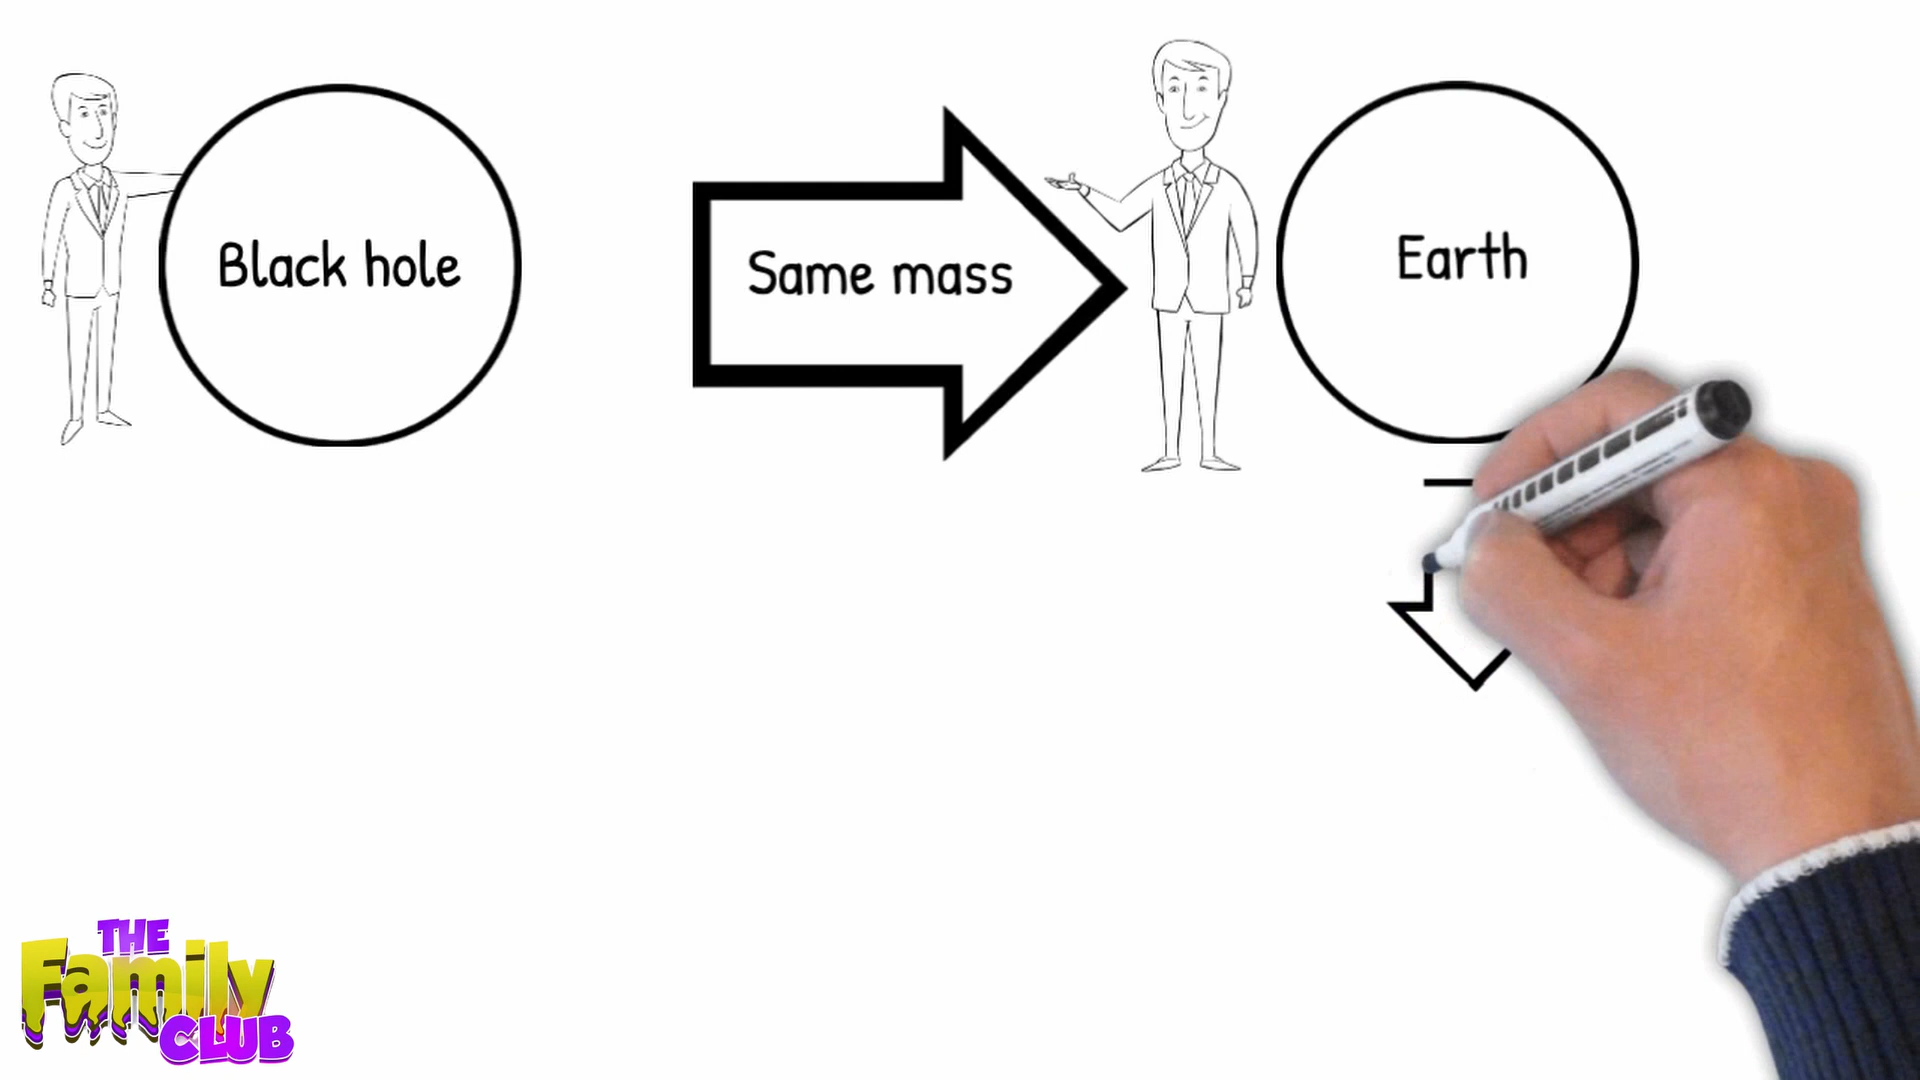 Black hole
Same mass
Earth
THE
Family
CLUB